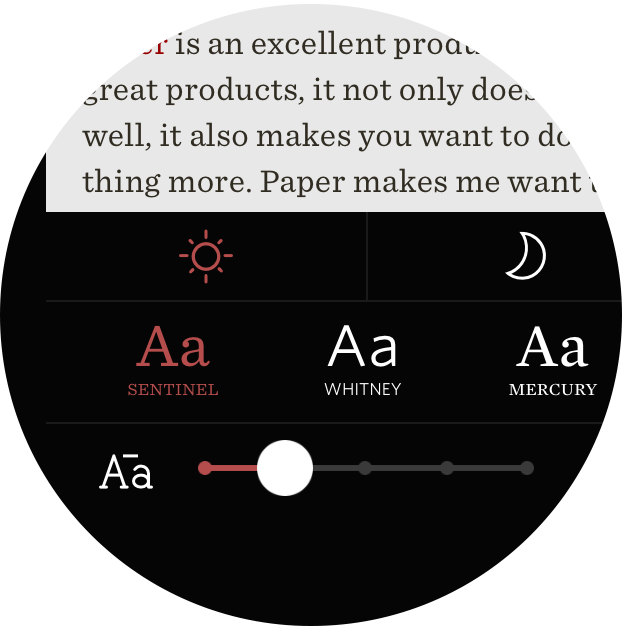 is an excellent
great products, it not only does
well, it also makes you want to do
thing more. Paper makes me want
Aa Aa Aa
SENTINEL WHITNEY MERCURY
Aa